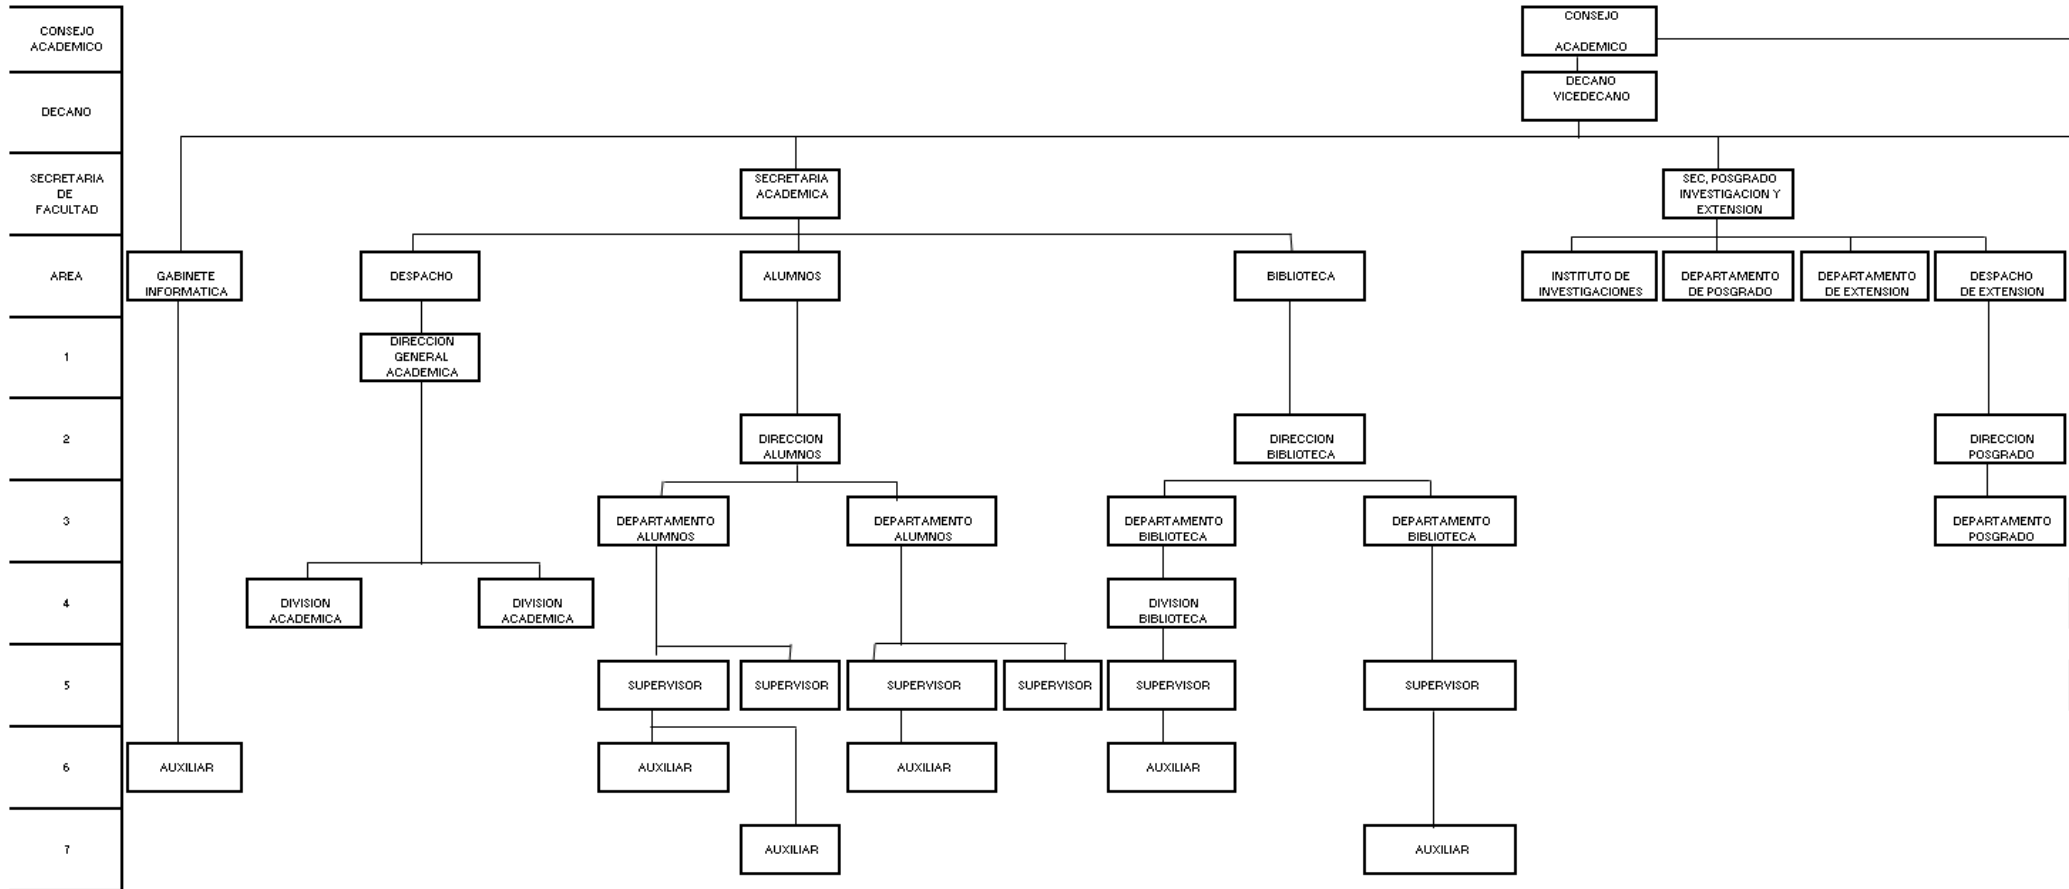 CONSEJO
ACADEMICO
CONSEJO
ACADEMICO
DECANO
DECANO
VICEDECANO
SECRETARIA
DE
FACULTAD
SECRETARIA
ACADEMICA
SEC, POSGRADO
INVESTIGACION Y
EXTENSION
AREA
GABINETE
INFORMATICA
DESPACHO
ALUMNOS
BIBLIOTECA
INSTITUTO DE
INVESTIGACIONES
DEPARTAMENTO
DE POSGRADO
DEPARTAMENTO
DE EXTENSION
DESPACHO
DE EXTENSION
1
DIRECCION
GENERAL
ACADEMICA
2
DIRECCION
ALUMNOS
DIRECCION
BIBLIOTECA
DIRECCION
POSGRADO
3
DEPARTAMENTO
ALUMNOS
DEPARTAMENTO
ALUMNOS
DEPARTAMENTO
BIBLIOTECA
DEPARTAMENTO
BIBLIOTECA
DEPARTAMENTO
POSGRADO
4
DIVISION
ACADEMICA
DIVISION
ACADEMICA
DIVISION
BIBLIOTECA
5
SUPERVISOR
SUPERVISOR
SUPERVISOR
SUPERVISOR
SUPERVISOR
SUPERVISOR
6
AUXILIAR
AUXILIAR
AUXILIAR
AUXILIAR
7
AUXILIAR
AUXILIAR